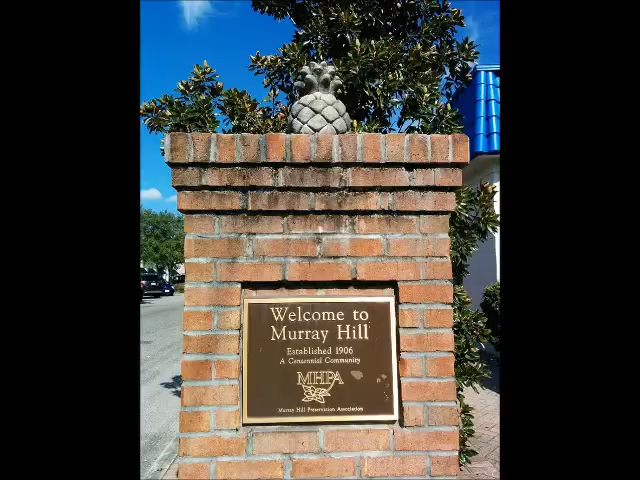 Welcome to
Murray Hill
Established 1906
A Centennial Community
MHPA
Murray Hill Preservation Association